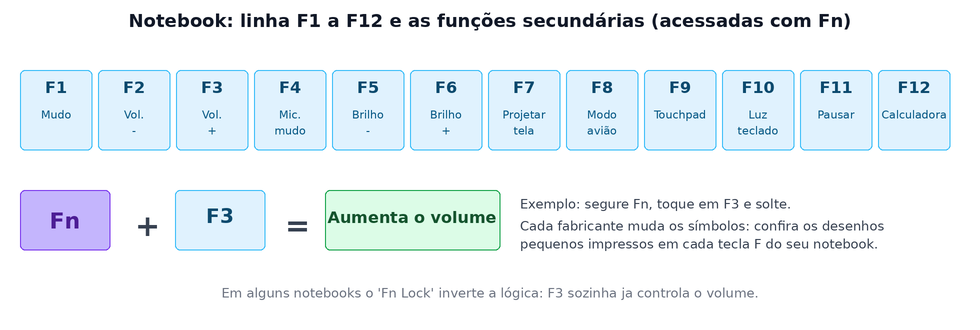 Notebook: linha F1 a F12 e as funções secundárias (acessadas com Fn)
F1 F2 F3 F4 F5 F6 F7 F8 F9 F10 F11 F12
Mudo Vol. Vol. Mic. Brilho Brilho Projetar Modo Touchpad Luz Pausar Calculadora
- + mudo - + tela avião teclado
Fn + F3 = Aumenta o volume
Exemplo: segure Fn, toque em F3 e solte.
Cada fabricante muda os símbolos: confira os desenhos
pequenos impressos em cada tecla F do seu notebook.
Em alguns notebooks o 'Fn Lock' inverte a lógica: F3 sozinha ja controla o volume.